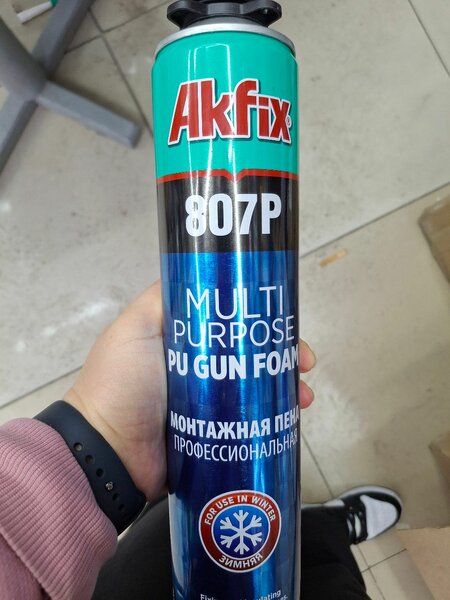 Akfix®
807P
MULTI
PURPOSE
PU GUN FOAM
МОНТАЖНАЯ ПЕНА
ПРОФЕССИОНАЛЬНАЯ
FOR USE IN WINTER
ЗИМНЯЯ